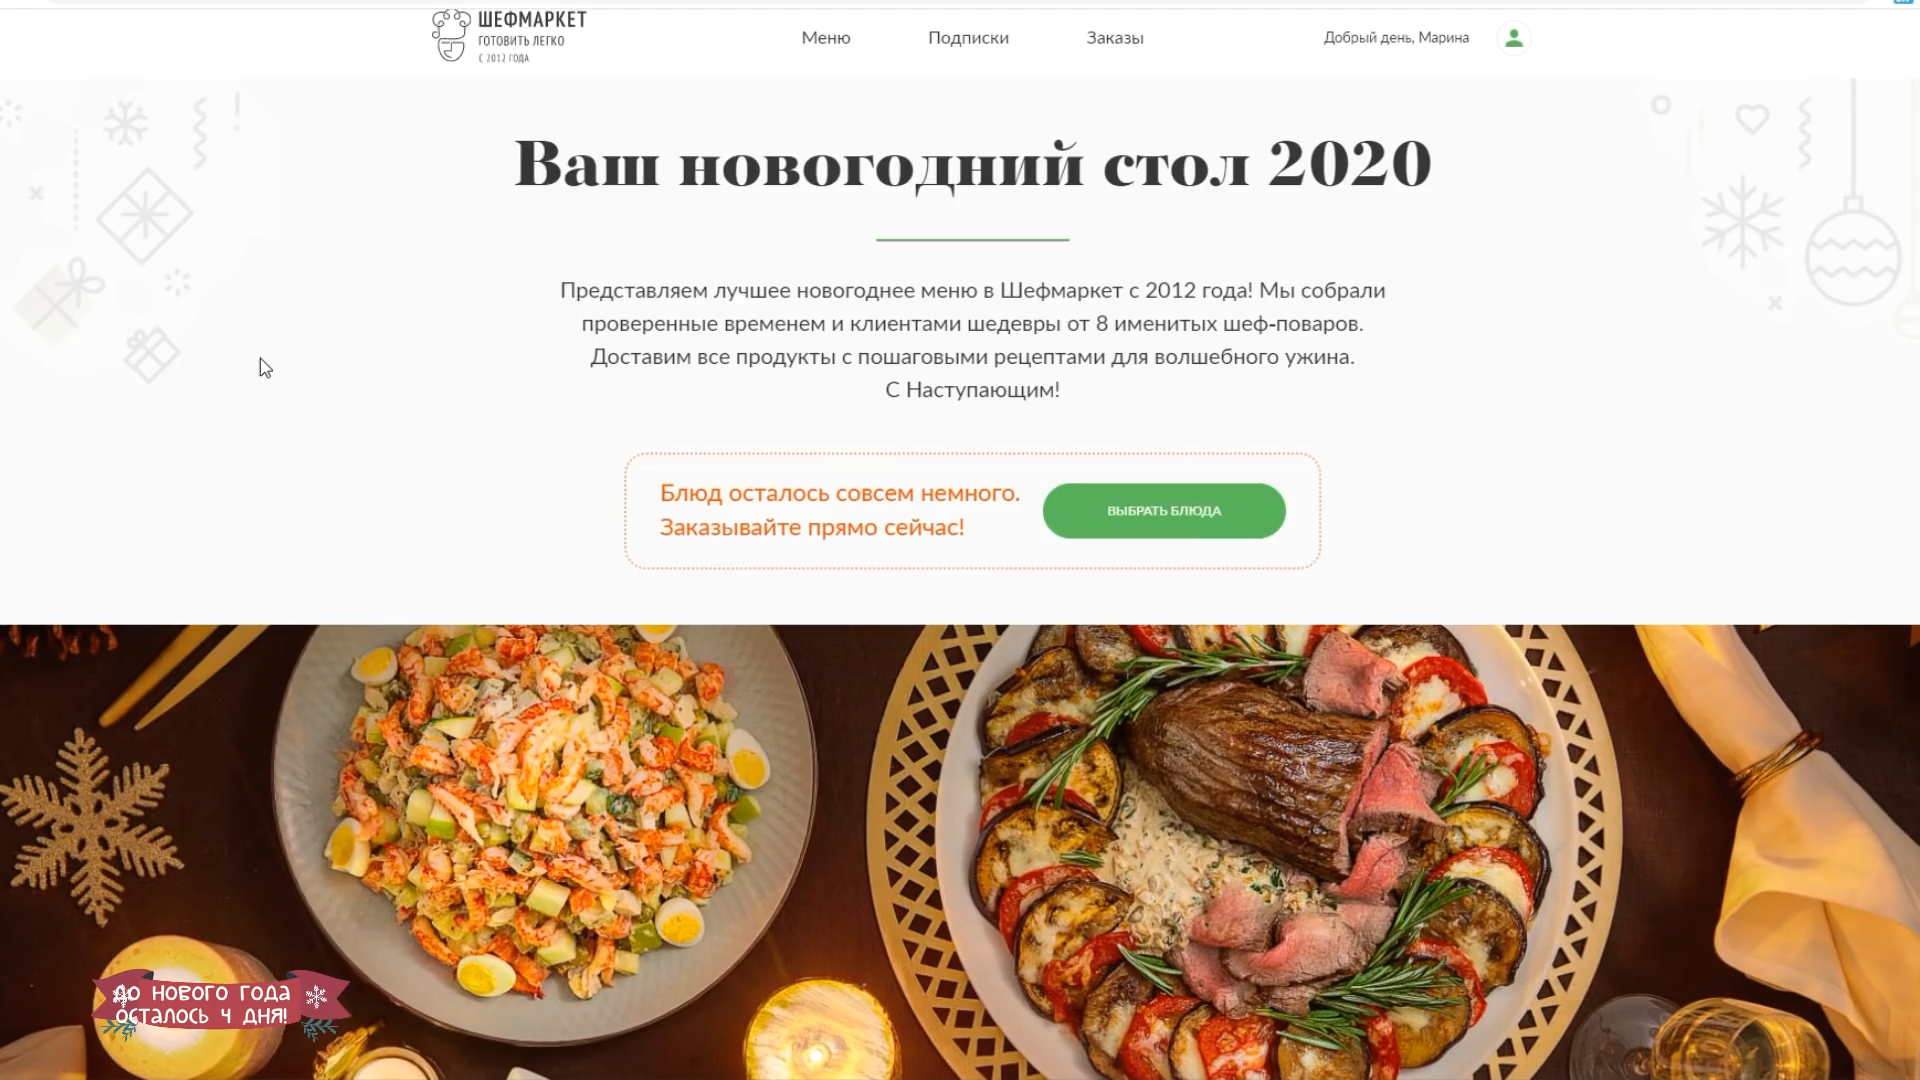 ШЕФМАРКЕТ
ГОТОВИТЬ ЛЕГКО
С 2012 ГОДА
Меню
Подписки
Заказы
Добрый день, Марина
Ваш новогодний стол 2020
Представляем лучшее новогоднее меню в Шефмаркет с 2012 года! Мы собрали
проверенные временем и клиентами шедевры от 8 именитых шеф-поваров.
Доставим все продукты с пошаговыми рецептами для волшебного ужина.
С Наступающим!
Блюд осталось совсем немного.
Заказывайте прямо сейчас!
ВЫБРАТЬ БЛЮДА
ДО НОВОГО ГОДА
ОСТАЛОСЬ 4 ДНЯ!